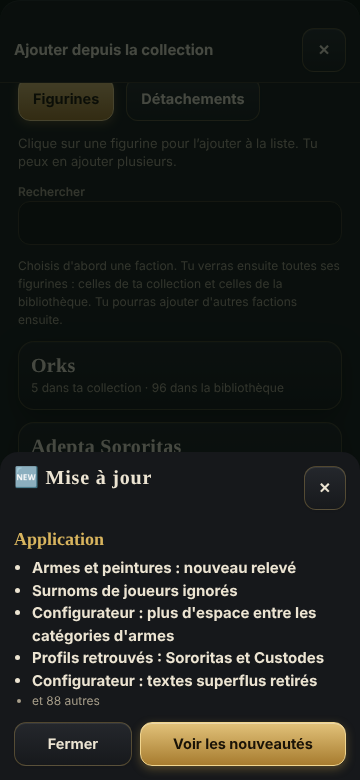 Ajouter depuis la collection
×
Figurines
Détachements
Clique sur une figurine pour l'ajouter à la liste. Tu
peux en ajouter plusieurs.
Rechercher
Choisis d'abord une faction. Tu verras ensuite toutes ses
figurines : celles de ta collection et celles de la
bibliothèque. Tu pourras ajouter d'autres factions
ensuite.
Orks
5 dans ta collection · 96 dans la bibliothèque
Adepta Sororitas
🆕 Mise à jour
×
Application
• Armes et peintures : nouveau relevé
• Surnoms de joueurs ignorés
• Configurateur : plus d'espace entre les
catégories d'armes
• Profils retrouvés : Sororitas et Custodes
• Configurateur : textes superflus retirés
• et 88 autres
Fermer
Voir les nouveautés